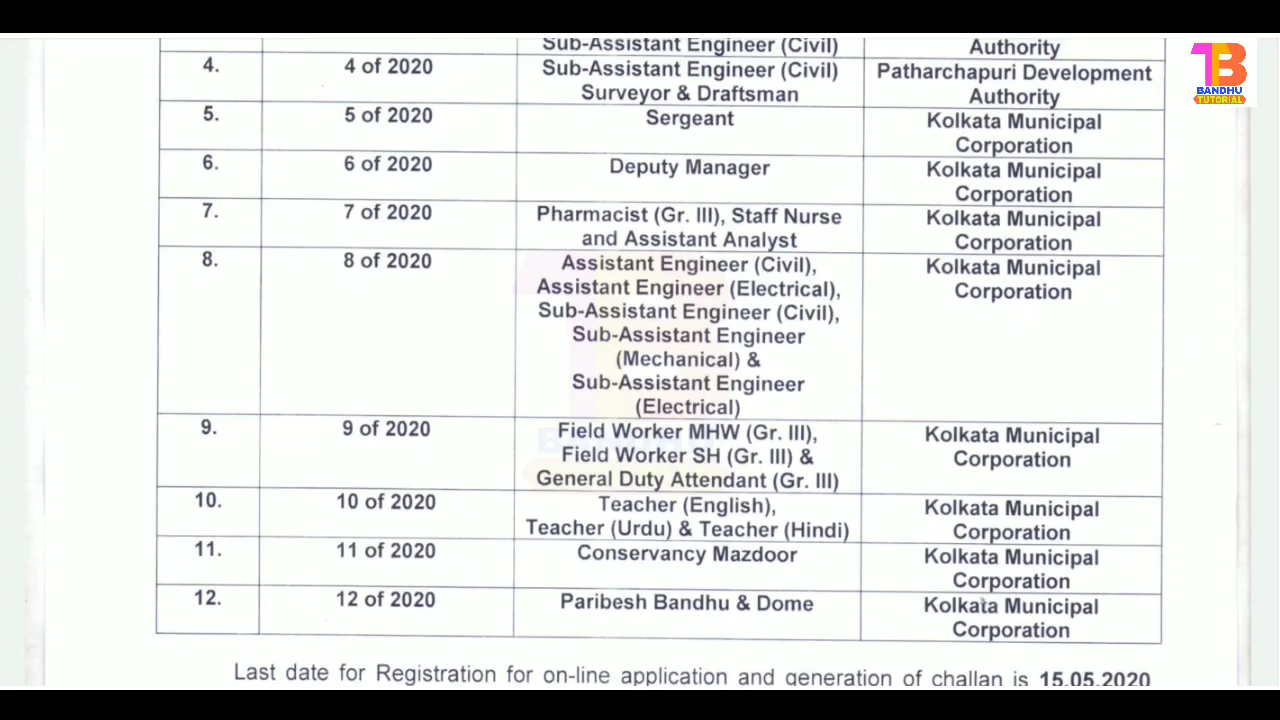 Sub-Assistant Engineer (Civil) Authority
4. 4 of 2020 Sub-Assistant Engineer (Civil) Patharchapuri Development
Surveyor & Draftsman Authority
5. 5 of 2020 Sergeant Kolkata Municipal
Corporation
6. 6 of 2020 Deputy Manager Kolkata Municipal
Corporation
7. 7 of 2020 Pharmacist (Gr. III), Staff Nurse Kolkata Municipal
and Assistant Analyst Corporation
8. 8 of 2020 Assistant Engineer (Civil), Kolkata Municipal
Assistant Engineer (Electrical), Corporation
Sub-Assistant Engineer (Civil),
Sub-Assistant Engineer
(Mechanical) &
Sub-Assistant Engineer
(Electrical)
9. 9 of 2020 Field Worker MHW (Gr. III), Kolkata Municipal
Field Worker SH (Gr. III) & Corporation
General Duty Attendant (Gr. III)
10. 10 of 2020 Teacher (English), Kolkata Municipal
Teacher (Urdu) & Teacher (Hindi) Corporation
11. 11 of 2020 Conservancy Mazdoor Kolkata Municipal
Corporation
12. 12 of 2020 Paribesh Bandhu & Dome Kolkata Municipal
Corporation
Last date for Registration for on-line application and generation of challan is 15.05.2020
TB
BANDHU
TUTORIAL